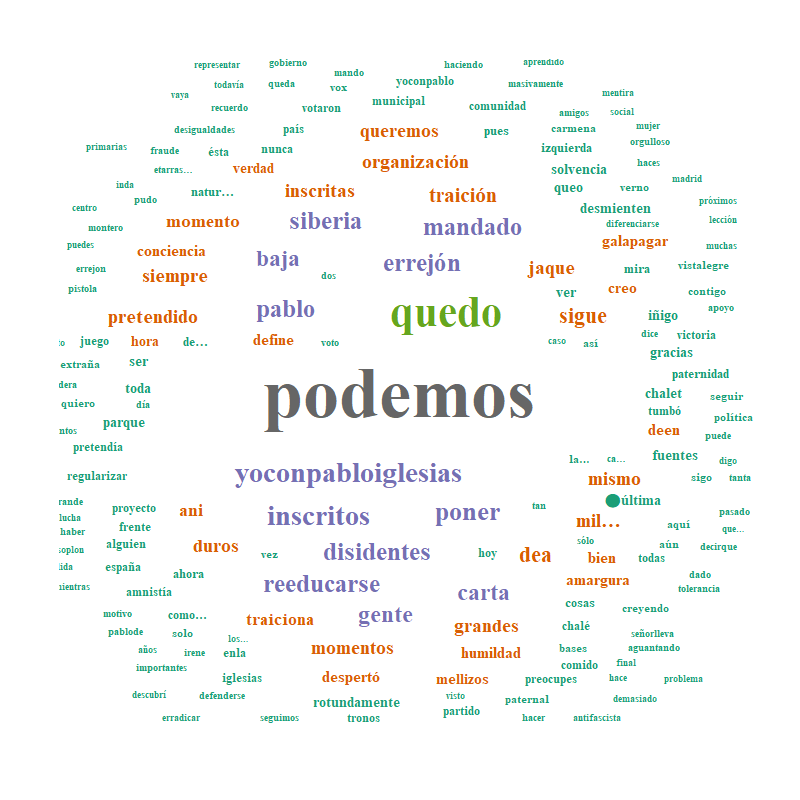 representar gobierno mando haciendo aprendido
vaya todavía queda vox yoconpablo masivamente mentira
recuerdo votaron municipal comunidad amigos social
desigualdades país queremos pues carmena mujer
primarias fraude ésta nunca izquierda orgulloso
etarras… verdad organización solvencia haces madrid
inda pudo natur… inscritas traición queo verno próximos
centro montero momento siberia mandado desmienten diferenciarse lección
puedes conciencia baja errejón galapagar muchas
errejon siempre dos jaque mira vistalegre
pistola pablo ver creo contigo
pretendido quedo sigue iñigo apoyo
juego hora de… define voto caso así dice victoria
extraña ser gracias
toda podemos paternidad
quiero día chalet seguir
parque tumbó política
pretendía deen puede
regularizar yoconpabloiglesias la… ca… fuentes digo
mismo sigo tanta
proyecto ani inscritos poner tan última
lucha frente mil… pasado
haber alguien duros disidentes sólo aquí que…
soplon vez hoy dea bien todas aún decirque
españa ahora reeducarse amargura dado
amnistía carta tolerancia
motivo como… traiciona gente grandes cosas creyendo
pablode solo los… chalé señorlleva
años irene enla momentos humildad bases aguantando
importantes iglesias despertó mellizos comido final
preocupes hace problema
descubrí defenderse rotundamente visto paternal demasiado
erradicar seguimos tronos partido hacer antifascista